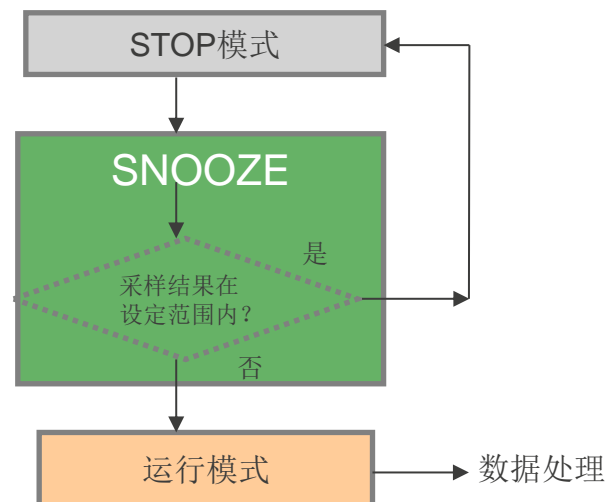 STOP模式
SNOOZE
是
采样结果在
设定范围内?
否
运行模式
数据处理